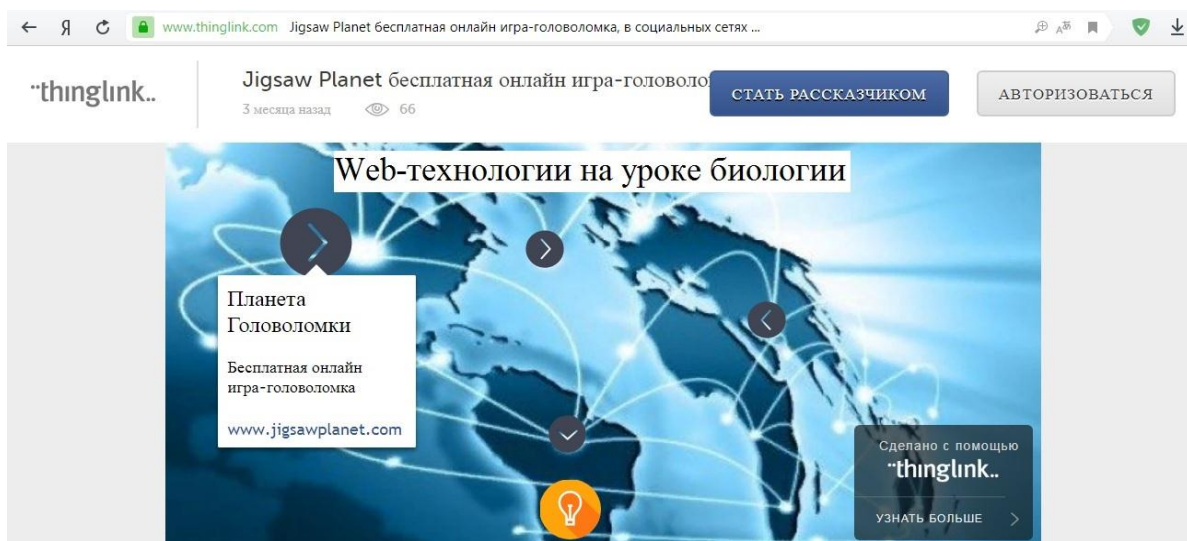 Я www.thinglink.com Jigsaw Planet бесплатная онлайн игра-головоломка, в социальных сетях ...
¨thınglınk..
Jigsaw Planet бесплатная онлайн игра-головоло
3 месяца назад 66
СТАТЬ РАССКАЗЧИКОМ
АВТОРИЗОВАТЬСЯ
Web-технологии на уроке биологии
Планета
Головоломки
Бесплатная онлайн
игра-головоломка
www.jigsawplanet.com
Сделано с помощью
¨thınglınk..
УЗНАТЬ БОЛЬШЕ